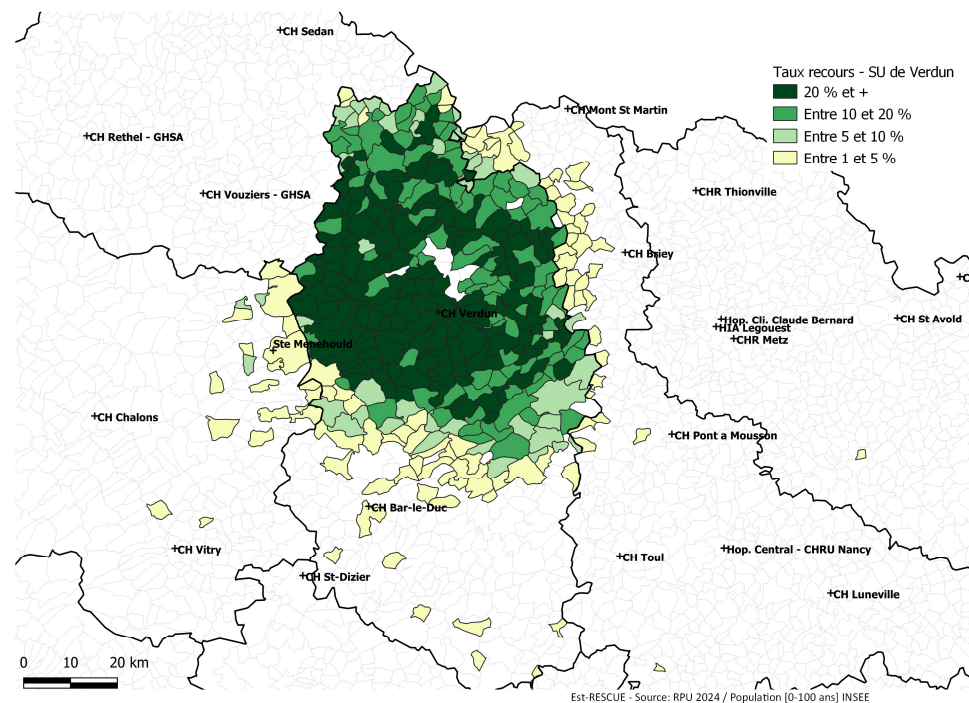 CH Sedan
Taux recours - SU de Verdun
20 % et +
Entre 10 et 20 %
Entre 5 et 10 %
Entre 1 et 5 %
CH Mont St Martin
CH Rethel - GHSA
CHR Thionville
CH Vouziers - GHSA
CH Briey
C
CH Verdun
Hop. Cli. Claude Bernard
CH St Avold
HIA Legouest
CHR Metz
Ste Menehould
CH Chalons
CH Pont a Mousson
CH Bar-le-Duc
CH Vitry
Hop. Central - CHRU Nancy
CH Toul
CH St-Dizier
CH Luneville
0 10 20 km
Est-RESCUE - Source: RPU 2024 / Population [0-100 ans] INSEE